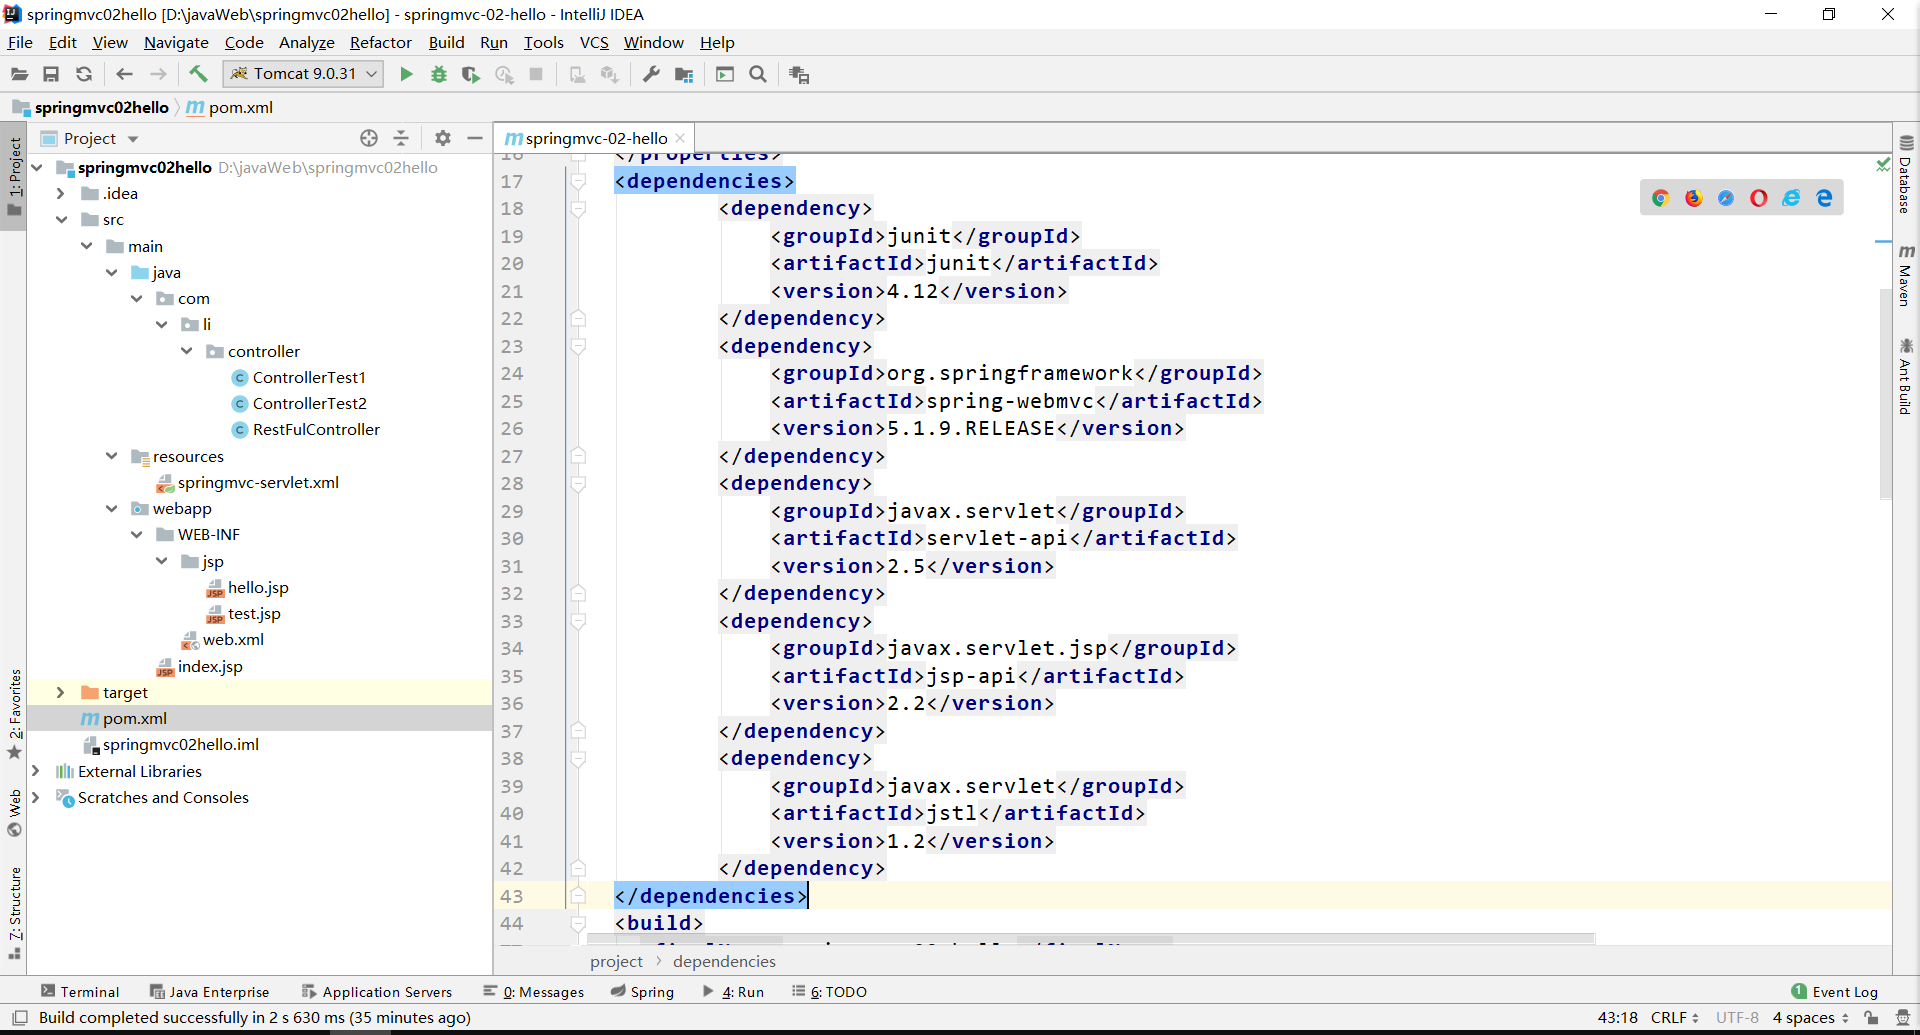 springmvc02hello [D:\javaWeb\springmvc02hello] - springmvc-02-hello - IntelliJ IDEA
File Edit View Navigate Code Analyze Refactor Build Run Tools VCS Window Help
Tomcat 9.0.31
springmvc02hello pom.xml
1: Project
2: Favorites
Web
7: Structure
Project
springmvc02hello D:\javaWeb\springmvc02hello
.idea
src
main
java
com
li
controller
ControllerTest1
ControllerTest2
RestFulController
resources
springmvc-servlet.xml
webapp
WEB-INF
jsp
hello.jsp
test.jsp
web.xml
index.jsp
target
pom.xml
springmvc02hello.iml
External Libraries
Scratches and Consoles
springmvc-02-hello
16 </properties>
17 <dependencies>
18 <dependency>
19 <groupId>junit</groupId>
20 <artifactId>junit</artifactId>
21 <version>4.12</version>
22 </dependency>
23 <dependency>
24 <groupId>org.springframework</groupId>
25 <artifactId>spring-webmvc</artifactId>
26 <version>5.1.9.RELEASE</version>
27 </dependency>
28 <dependency>
29 <groupId>javax.servlet</groupId>
30 <artifactId>servlet-api</artifactId>
31 <version>2.5</version>
32 </dependency>
33 <dependency>
34 <groupId>javax.servlet.jsp</groupId>
35 <artifactId>jsp-api</artifactId>
36 <version>2.2</version>
37 </dependency>
38 <dependency>
39 <groupId>javax.servlet</groupId>
40 <artifactId>jstl</artifactId>
41 <version>1.2</version>
42 </dependency>
43 </dependencies>
44 <build>
project dependencies
Database
Maven
Ant Build
Terminal Java Enterprise Application Servers 0: Messages Spring 4: Run 6: TODO 1 Event Log
Build completed successfully in 2 s 630 ms (35 minutes ago) 43:18 CRLF UTF-8 4 spaces